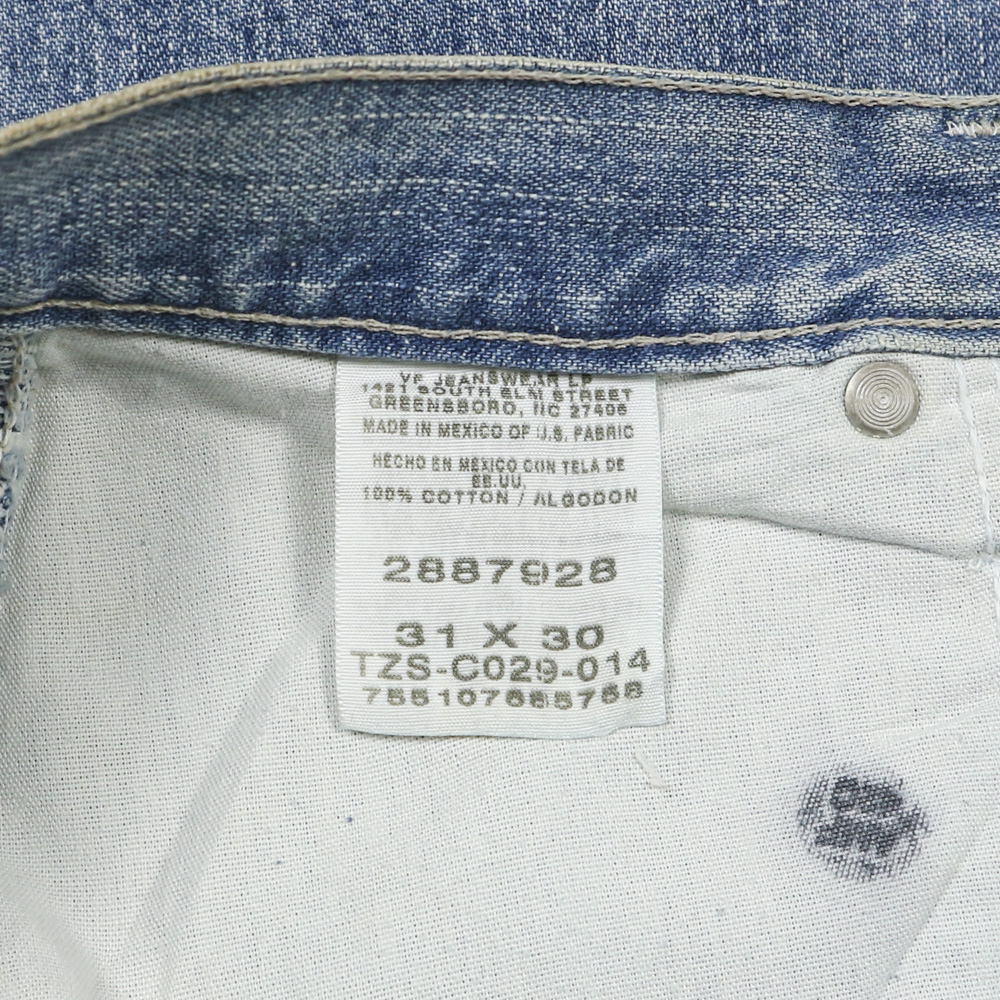 VF JEANSWEAR LP
1421 SOUTH ELM STREET
GREENSBORO, NC 27406
MADE IN MEXICO OF U.S. FABRIC
HECHO EN MEXICO CON TELA DE
EE.UU.
100% COTTON / ALGODON
2887928
31 X 30
TZS-C029-014